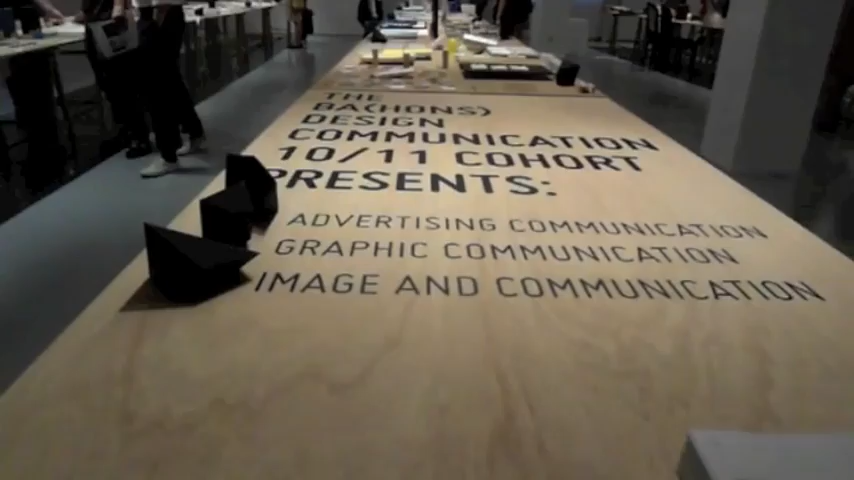 THE
BA(HONS)
DESIGN
COMMUNICATION
10/11 COHORT
PRESENTS:
ADVERTISING COMMUNICATION
GRAPHIC COMMUNICATION
IMAGE AND COMMUNICATION